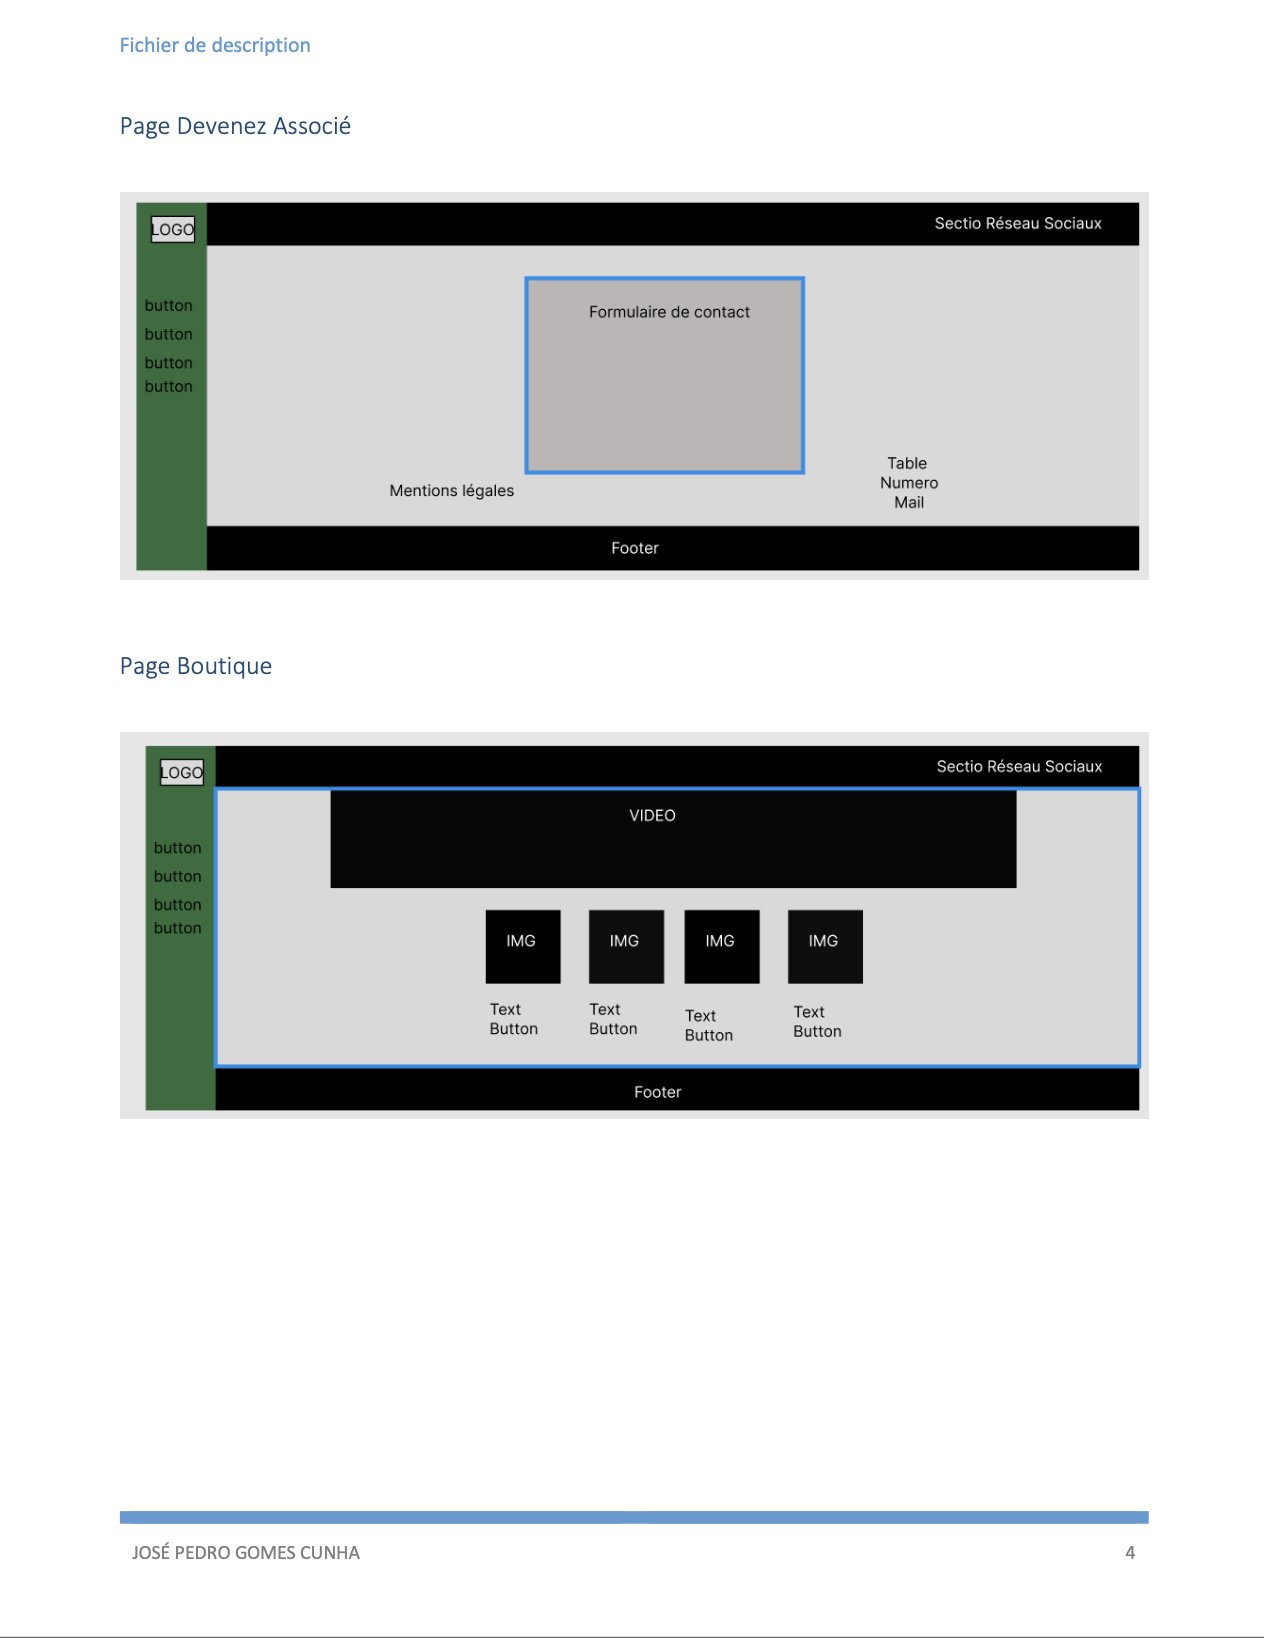 Fichier de description
Page Devenez Associé
LOGO
Sectio Réseau Sociaux
button
button
button
button
Formulaire de contact
Mentions légales
Table
Numero
Mail
Footer
Page Boutique
LOGO
Sectio Réseau Sociaux
button
button
button
button
VIDEO
IMG IMG IMG IMG
Text Text Text Text
Button Button Button Button
Footer
JOSÉ PEDRO GOMES CUNHA 4